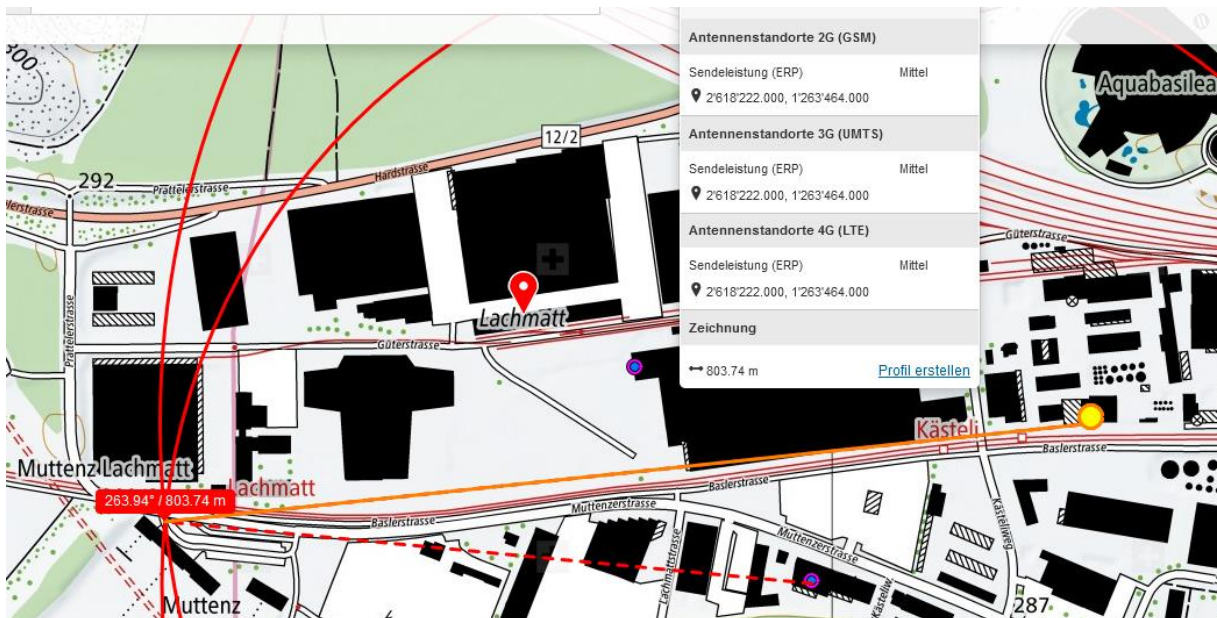 Antennenstandorte 2G (GSM)
Sendeleistung (ERP) Mittel
2'618'222.000, 1'263'464.000
Antennenstandorte 3G (UMTS)
Sendeleistung (ERP) Mittel
2'618'222.000, 1'263'464.000
Antennenstandorte 4G (LTE)
Sendeleistung (ERP) Mittel
2'618'222.000, 1'263'464.000
Zeichnung
803.74 m Profil erstellen
300
Aquabasilea
12/2
Hardstrasse
292
Prattelerstrasse
lerstrasse
Güterstrasse
Prattelerstrasse
Lachmatt
Güterstrasse
Kästeli
Baslerstrasse
Muttenz Lachmatt
Lachmatt
263.94° / 803.74 m
Baslerstrasse
Baslerstrasse
Muttenzerstrasse
Muttenzerstrasse
Lachmattstrasse
Kästeliweg
Kästeliw.
Muttenz
287